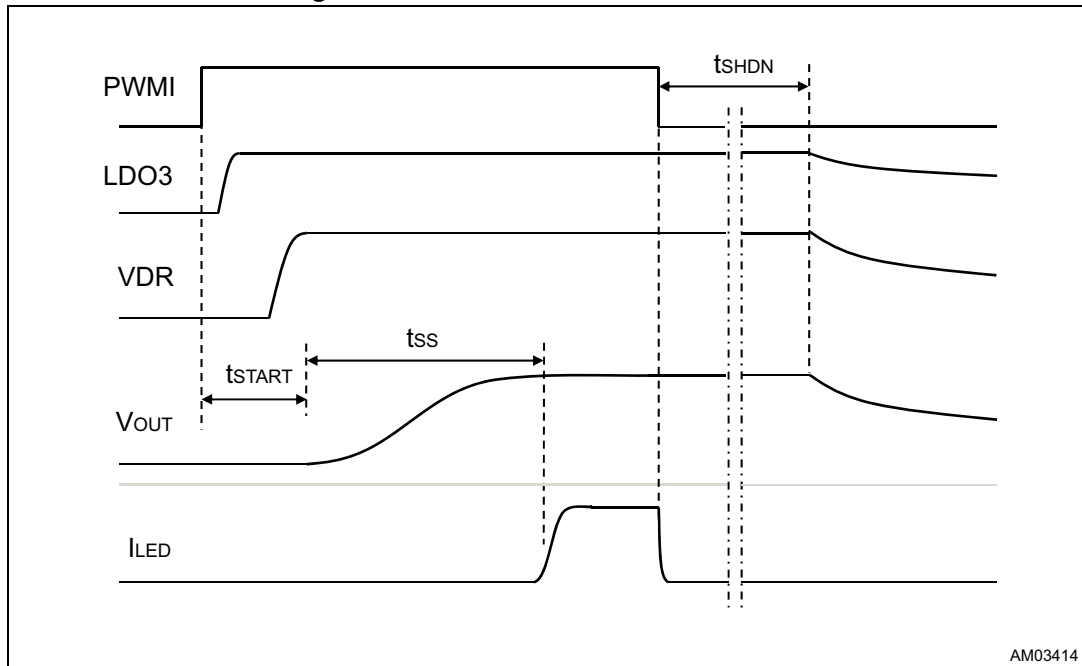 PWMI
tSHDN
LDO3
VDR
tSS
tSTART
VOUT
ILED
AM03414